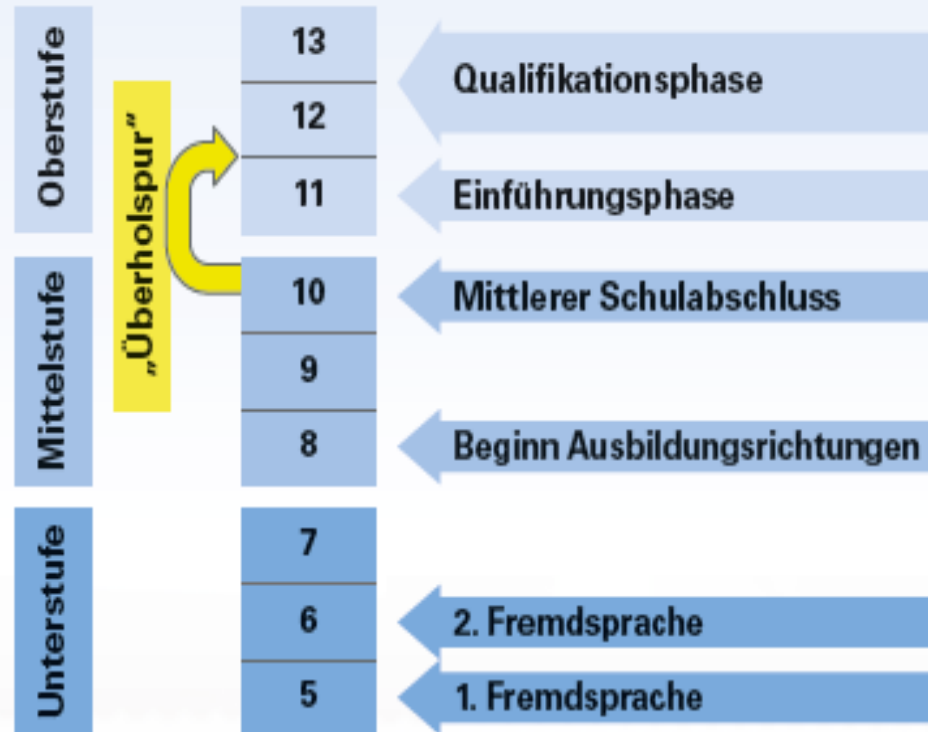 Oberstufe
13
12
11
Qualifikationsphase
Einführungsphase
„Überholspur“
Mittelstufe
10
9
8
Mittlerer Schulabschluss
Beginn Ausbildungsrichtungen
Unterstufe
7
6
5
2. Fremdsprache
1. Fremdsprache